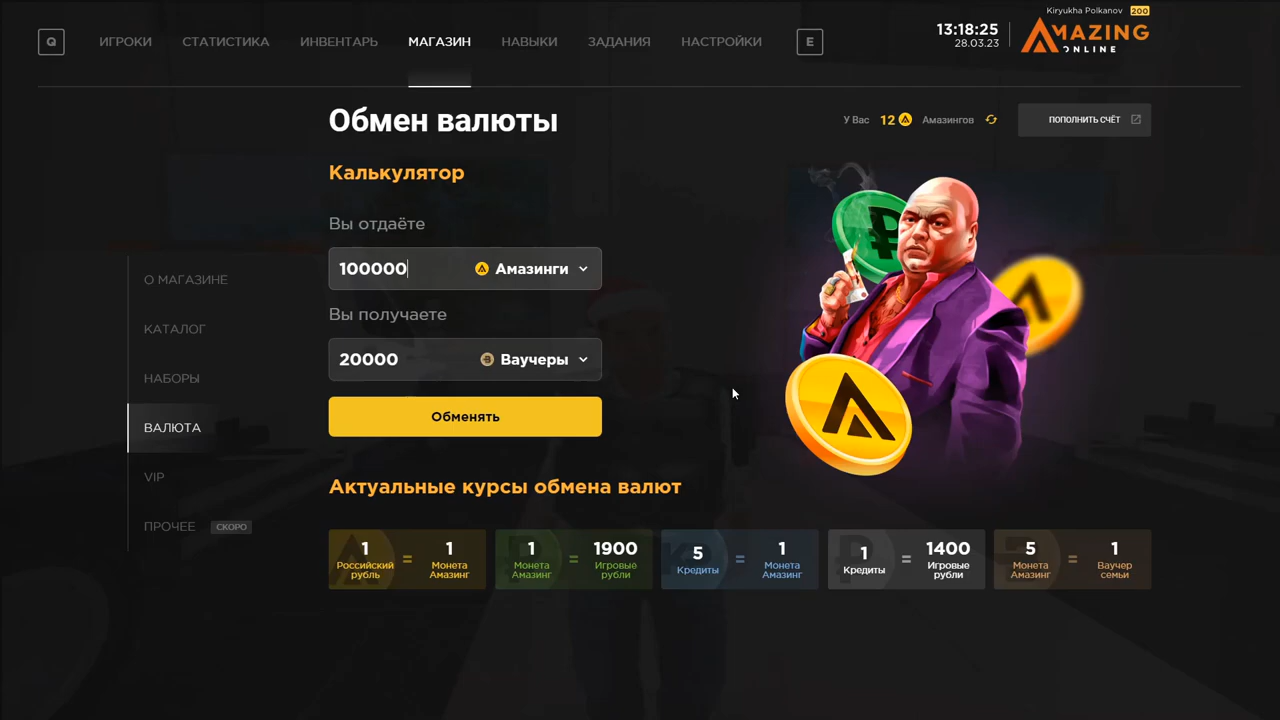 Kiryukha Polkanov 200
Q ИГРОКИ СТАТИСТИКА ИНВЕНТАРЬ МАГАЗИН НАВЫКИ ЗАДАНИЯ НАСТРОЙКИ E
13:18:25
28.03.23
AMAZING
ONLINE
Обмен валюты
У Вас 12 Амазингов
ПОПОЛНИТЬ СЧЁТ
Калькулятор
Вы отдаёте
100000 Амазинги
Вы получаете
20000 Ваучеры
Обменять
О МАГАЗИНЕ
КАТАЛОГ
НАБОРЫ
ВАЛЮТА
VIP
ПРОЧЕЕ СКОРО
Актуальные курсы обмена валют
1 Российский рубль = 1 Монета Амазинг
1 Монета Амазинг = 1900 Игровые рубли
5 Кредиты = 1 Монета Амазинг
1 Кредиты = 1400 Игровые рубли
5 Монета Амазинг = 1 Ваучер семьи